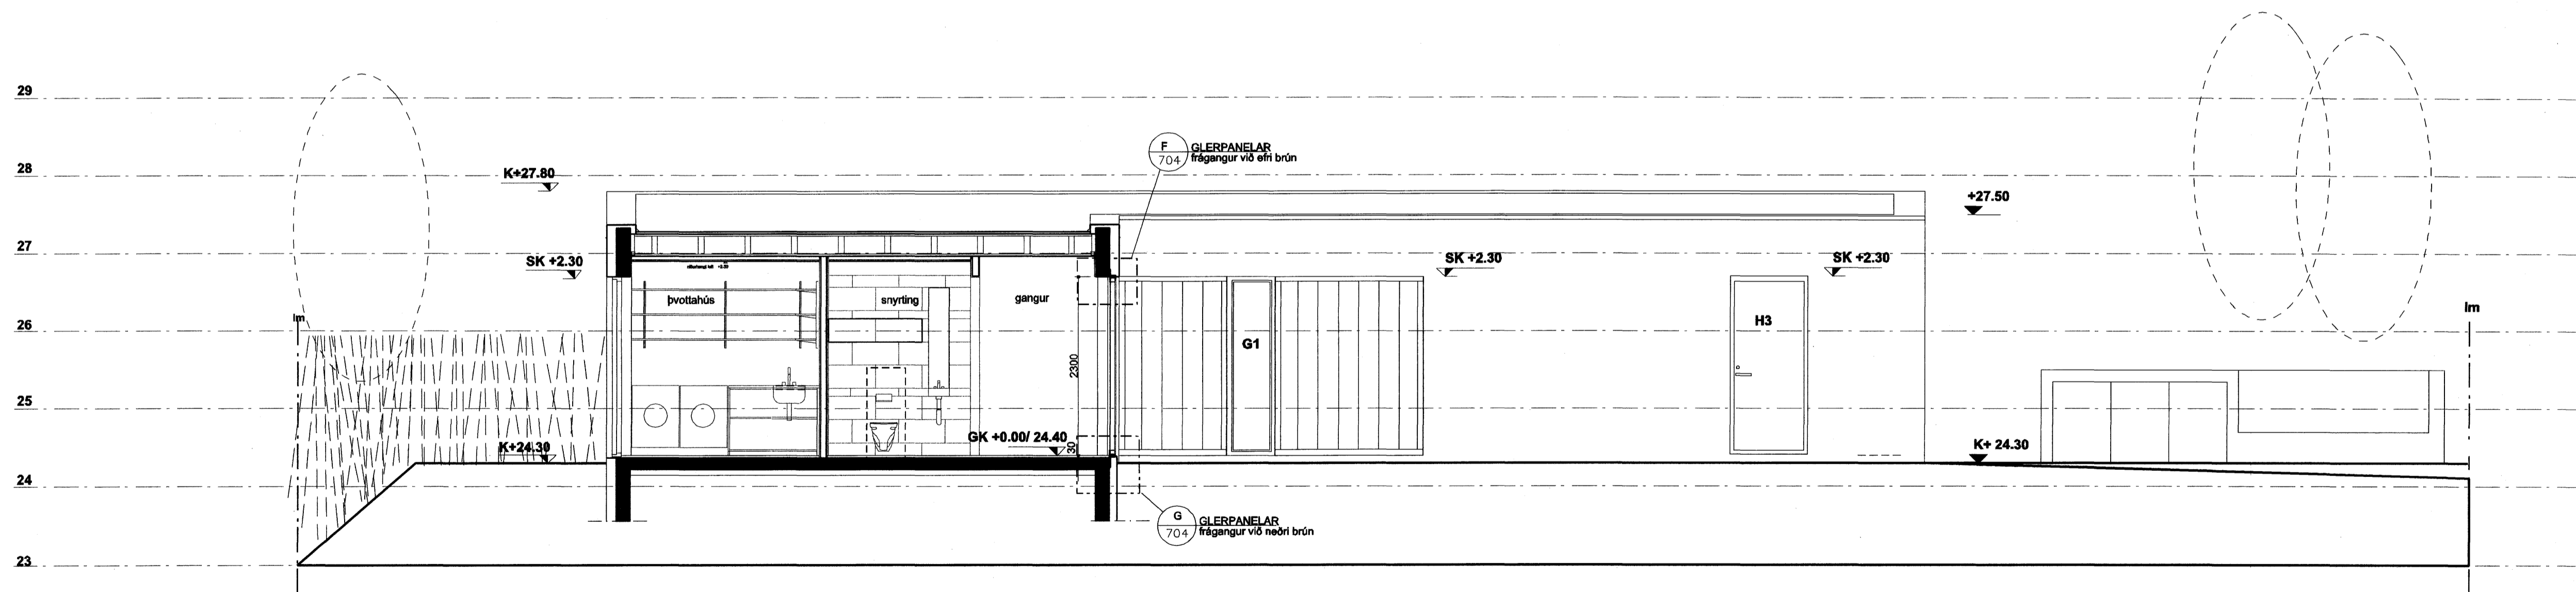 29
28
27
26
25
24
23
F
704
GLERPANELAR
frágangur við efri brún
K+27.80
+27.50
SK +2.30
SK +2.30
SK +2.30
þvottahús
snyrting
gangur
lm
lm
H3
G1
2300
GK +0.00/ 24.40
30
K+24.30
K+ 24.30
G
704
GLERPANELAR
frágangur við neðri brún